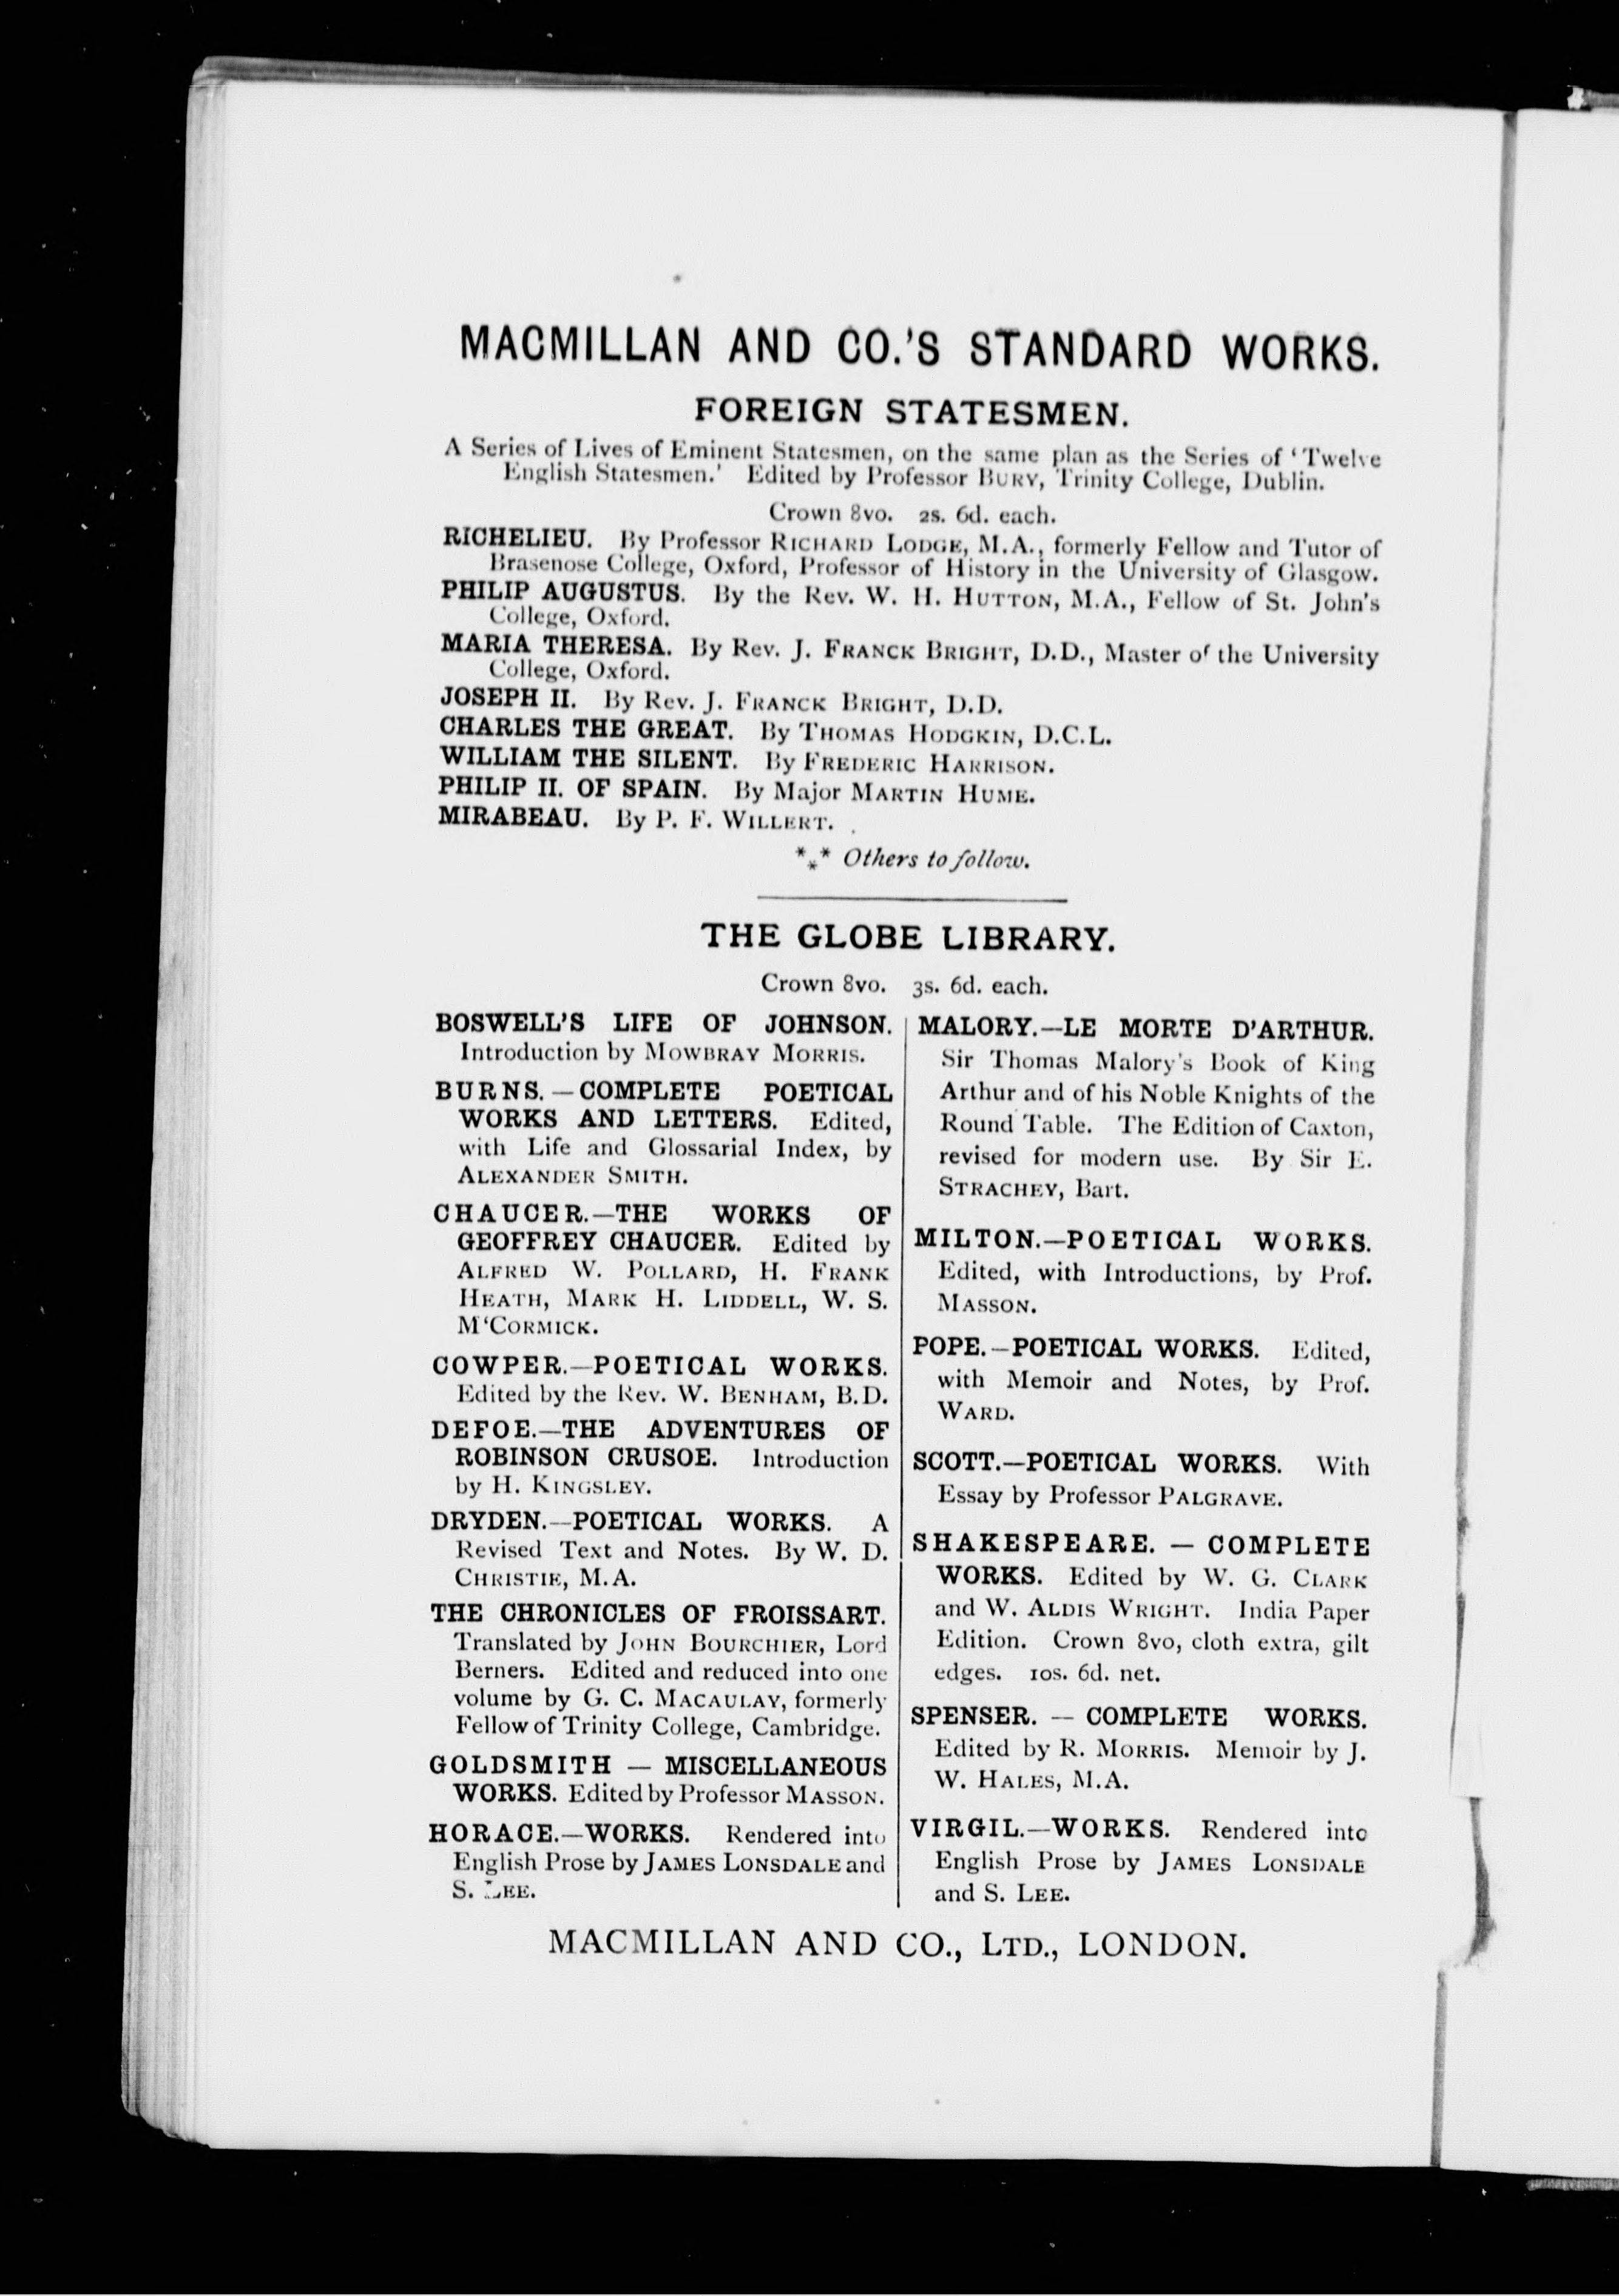 MACMILLAN AND CO.'S STANDARD WORKS.
FOREIGN STATESMEN.
A Series of Lives of Eminent Statesmen, on the same plan as the Series of 'Twelve
English Statesmen.' Edited by Professor BURY, Trinity College, Dublin.
Crown 8vo. 2s. 6d. each.
RICHELIEU. By Professor RICHARD LODGE, M.A., formerly Fellow and Tutor of
Brasenose College, Oxford, Professor of History in the University of Glasgow.
PHILIP AUGUSTUS. By the Rev. W. H. HUTTON, M.A., Fellow of St. John's
College, Oxford.
MARIA THERESA. By Rev. J. FRANCK BRIGHT, D.D., Master of the University
College, Oxford.
JOSEPH II. By Rev. J. FRANCK BRIGHT, D.D.
CHARLES THE GREAT. By THOMAS HODGKIN, D.C.L.
WILLIAM THE SILENT. By FREDERIC HARRISON.
PHILIP II. OF SPAIN. By Major MARTIN HUME.
MIRABEAU. By P. F. WILLERT.
*⁎* Others to follow.
THE GLOBE LIBRARY.
Crown 8vo. 3s. 6d. each.
BOSWELL'S LIFE OF JOHNSON.
Introduction by MOWBRAY MORRIS.
BURNS.—COMPLETE POETICAL
WORKS AND LETTERS. Edited,
with Life and Glossarial Index, by
ALEXANDER SMITH.
CHAUCER.—THE WORKS OF
GEOFFREY CHAUCER. Edited by
ALFRED W. POLLARD, H. FRANK
HEATH, MARK H. LIDDELL, W. S.
M'CORMICK.
COWPER.—POETICAL WORKS.
Edited by the Rev. W. BENHAM, B.D.
DEFOE.—THE ADVENTURES OF
ROBINSON CRUSOE. Introduction
by H. KINGSLEY.
DRYDEN.—POETICAL WORKS. A
Revised Text and Notes. By W. D.
CHRISTIE, M.A.
THE CHRONICLES OF FROISSART.
Translated by JOHN BOURCHIER, Lord
Berners. Edited and reduced into one
volume by G. C. MACAULAY, formerly
Fellow of Trinity College, Cambridge.
GOLDSMITH — MISCELLANEOUS
WORKS. Edited by Professor MASSON.
HORACE.—WORKS. Rendered into
English Prose by JAMES LONSDALE and
S. LEE.
MALORY.—LE MORTE D'ARTHUR.
Sir Thomas Malory's Book of King
Arthur and of his Noble Knights of the
Round Table. The Edition of Caxton,
revised for modern use. By Sir E.
STRACHEY, Bart.
MILTON.—POETICAL WORKS.
Edited, with Introductions, by Prof.
MASSON.
POPE.—POETICAL WORKS. Edited,
with Memoir and Notes, by Prof.
WARD.
SCOTT.—POETICAL WORKS. With
Essay by Professor PALGRAVE.
SHAKESPEARE. — COMPLETE
WORKS. Edited by W. G. CLARK
and W. ALDIS WRIGHT. India Paper
Edition. Crown 8vo, cloth extra, gilt
edges. 10s. 6d. net.
SPENSER. — COMPLETE WORKS.
Edited by R. MORRIS. Memoir by J.
W. HALES, M.A.
VIRGIL.—WORKS. Rendered into
English Prose by JAMES LONSDALE
and S. LEE.
MACMILLAN AND CO., LTD., LONDON.